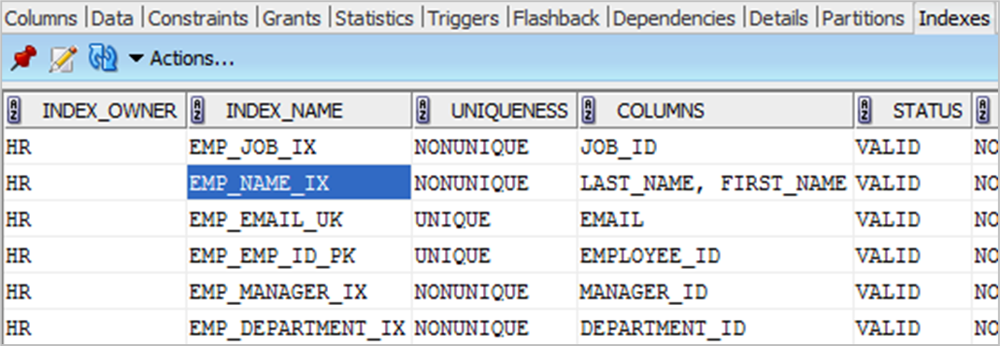 Columns Data Constraints Grants Statistics Triggers Flashback Dependencies Details Partitions Indexes
Actions...
INDEX_OWNER INDEX_NAME UNIQUENESS COLUMNS STATUS
HR EMP_JOB_IX NONUNIQUE JOB_ID VALID NO
HR EMP_NAME_IX NONUNIQUE LAST_NAME, FIRST_NAME VALID NO
HR EMP_EMAIL_UK UNIQUE EMAIL VALID NO
HR EMP_EMP_ID_PK UNIQUE EMPLOYEE_ID VALID NO
HR EMP_MANAGER_IX NONUNIQUE MANAGER_ID VALID NO
HR EMP_DEPARTMENT_IX NONUNIQUE DEPARTMENT_ID VALID NO